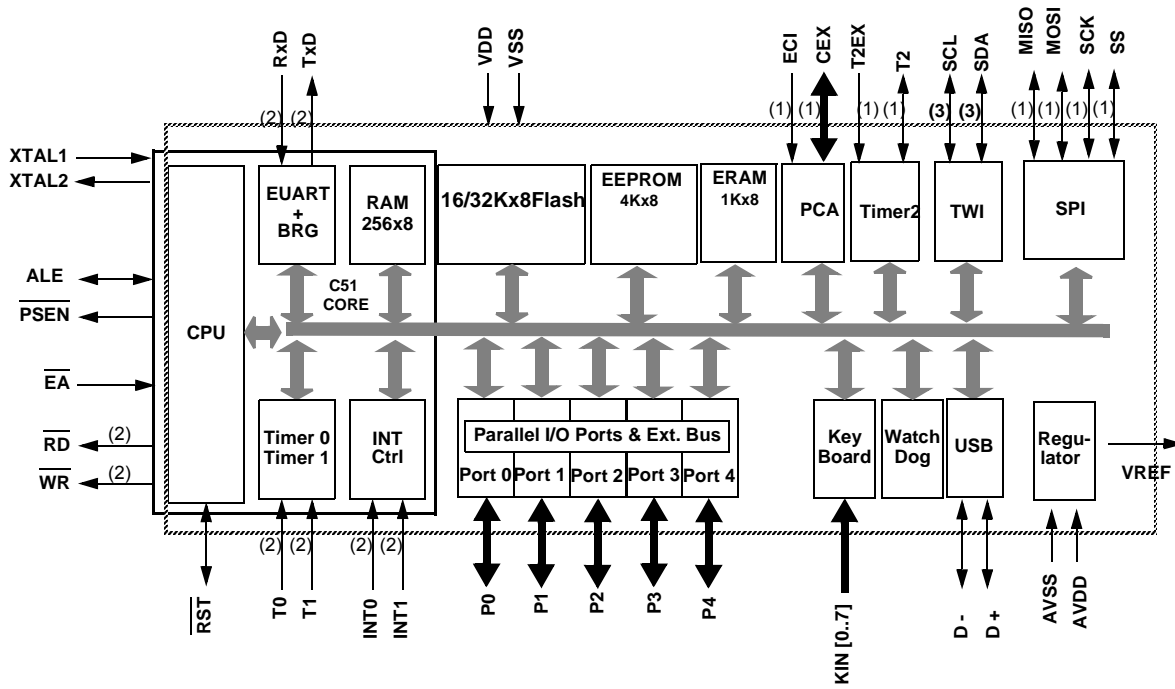 RxD
TxD
VDD
VSS
ECI
CEX
T2EX
T2
SCL
SDA
MISO
MOSI
SCK
SS
(2) (2)
(1) (1) (1) (1) (3) (3) (1) (1) (1) (1)
XTAL1
XTAL2
ALE
PSEN
EA
RD
(2)
WR
(2)
CPU
EUART
+
BRG
RAM
256x8
C51
CORE
16/32Kx8Flash
EEPROM
4Kx8
ERAM
1Kx8
PCA
Timer2
TWI
SPI
Timer 0
Timer 1
INT
Ctrl
Parallel I/O Ports & Ext. Bus
Port 0 Port 1 Port 2 Port 3 Port 4
Key
Board
Watch
Dog
USB
Regu-
lator
VREF
(2) (2) (2) (2)
RST
T0
T1
INT0
INT1
P0
P1
P2
P3
P4
KIN [0..7]
D -
D +
AVSS
AVDD